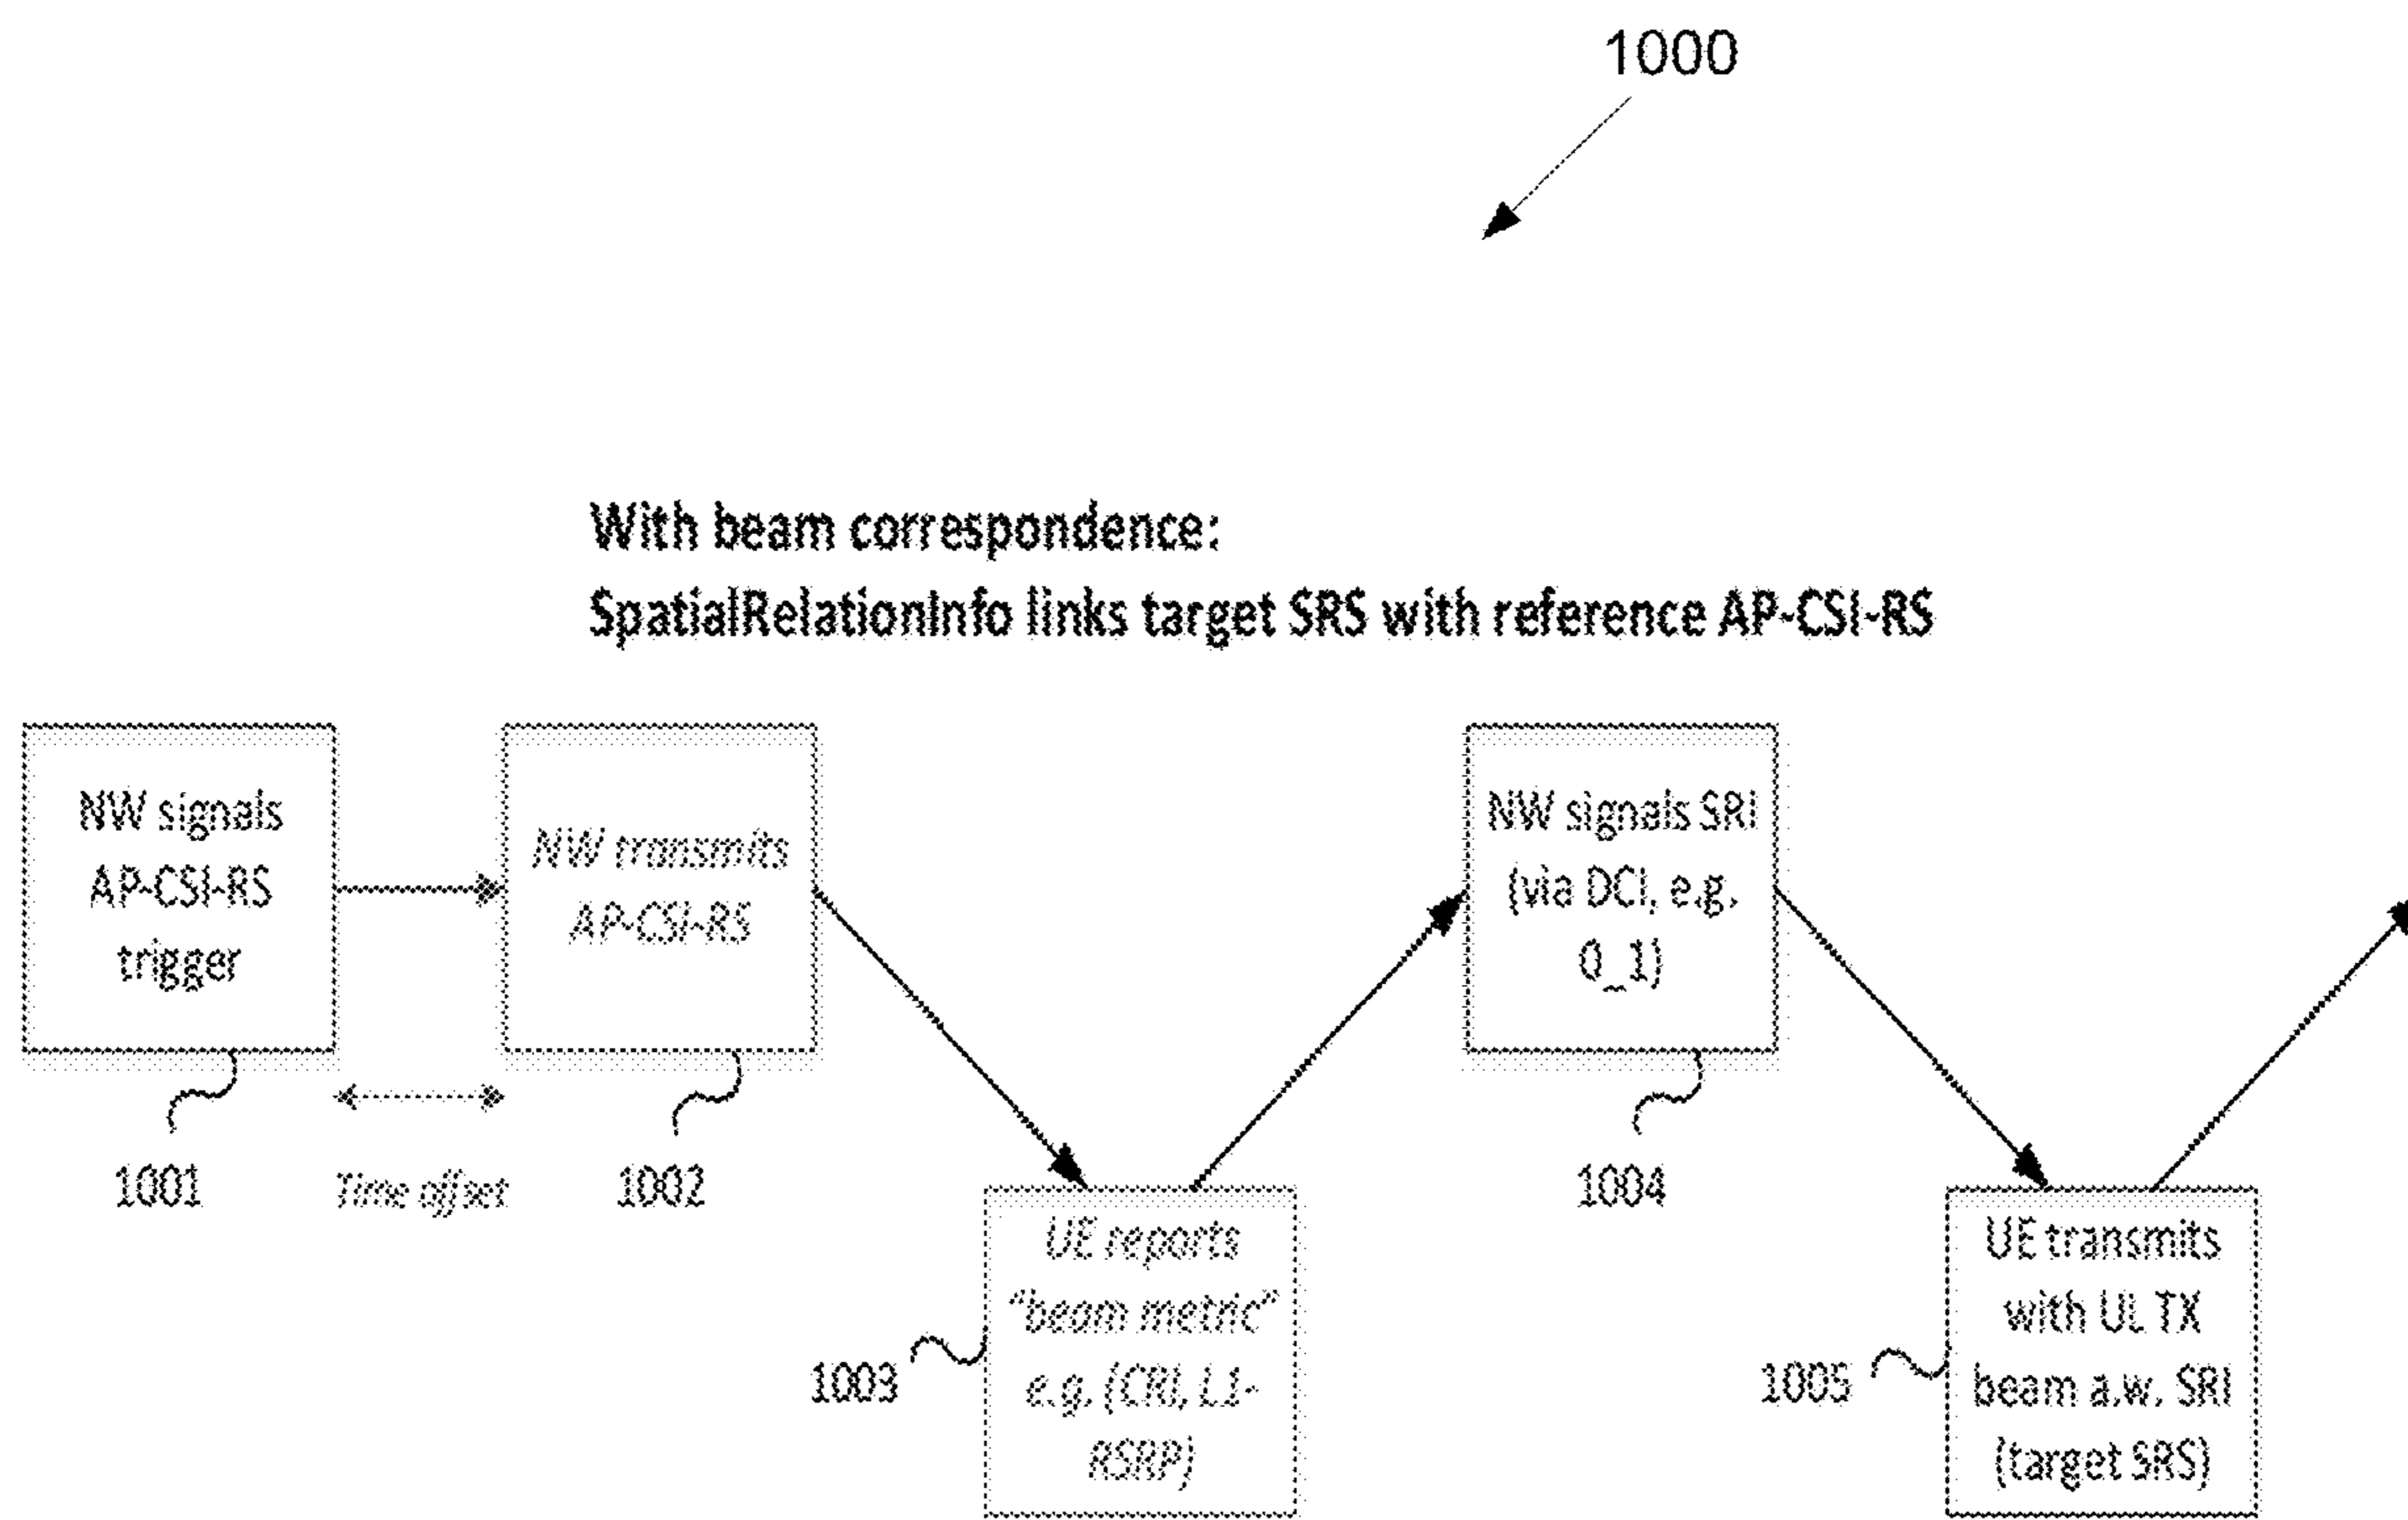 1000
With beam correspondence:
SpatialRelationInfo links target SRS with reference AP-CSI-RS
NW signals
AP-CSI-RS
trigger
NW transmits
AP-CSI-RS
NW signals SRI
(via DCI, e.g.
0_1)
1001
Time offset
1002
1004
UE reports
“beam metric”
e.g. (CRI, L1-
RSRP)
1003
UE transmits
with UL TX
beam a.w. SRI
(target SRS)
1005